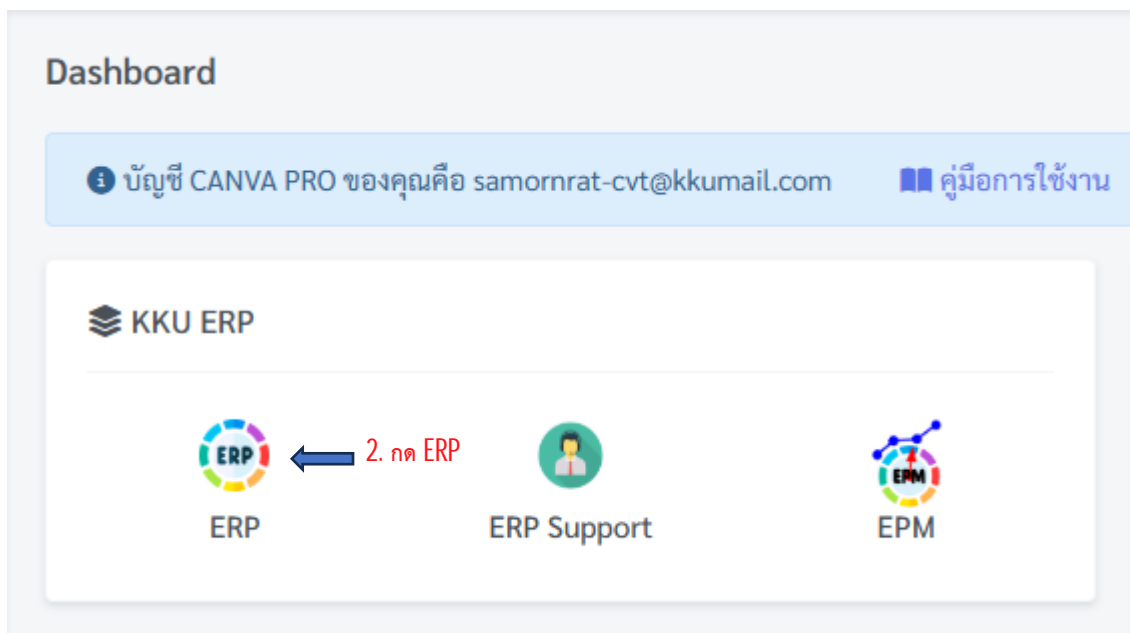 Dashboard
บัญชี CANVA PRO ของคุณคือ samornrat-cvt@kkumail.com คู่มือการใช้งาน
KKU ERP
ERP 2. กด ERP EPM
ERP ERP Support EPM